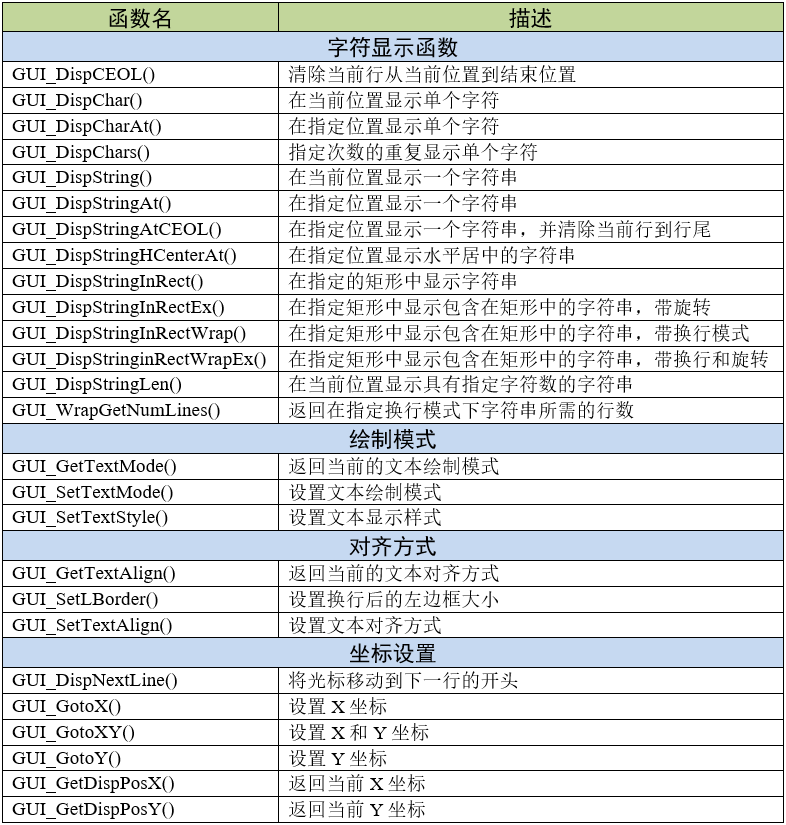 函数名 描述
字符显示函数
GUI_DispCEOL() 清除当前行从当前位置到结束位置
GUI_DispChar() 在当前位置显示单个字符
GUI_DispCharAt() 在指定位置显示单个字符
GUI_DispChars() 指定次数的重复显示单个字符
GUI_DispString() 在当前位置显示一个字符串
GUI_DispStringAt() 在指定位置显示一个字符串
GUI_DispStringAtCEOL() 在指定位置显示一个字符串，并清除当前行到行尾
GUI_DispStringHCenterAt() 在指定位置显示水平居中的字符串
GUI_DispStringInRect() 在指定的矩形中显示字符串
GUI_DispStringInRectEx() 在指定矩形中显示包含在矩形中的字符串，带旋转
GUI_DispStringInRectWrap() 在指定矩形中显示包含在矩形中的字符串，带换行模式
GUI_DispStringinRectWrapEx() 在指定矩形中显示包含在矩形中的字符串，带换行和旋转
GUI_DispStringLen() 在当前位置显示具有指定字符数的字符串
GUI_WrapGetNumLines() 返回在指定换行模式下字符串所需的行数
绘制模式
GUI_GetTextMode() 返回当前的文本绘制模式
GUI_SetTextMode() 设置文本绘制模式
GUI_SetTextStyle() 设置文本显示样式
对齐方式
GUI_GetTextAlign() 返回当前的文本对齐方式
GUI_SetLBorder() 设置换行后的左边框大小
GUI_SetTextAlign() 设置文本对齐方式
坐标设置
GUI_DispNextLine() 将光标移动到下一行的开头
GUI_GotoX() 设置 X 坐标
GUI_GotoXY() 设置 X 和 Y 坐标
GUI_GotoY() 设置 Y 坐标
GUI_GetDispPosX() 返回当前 X 坐标
GUI_GetDispPosY() 返回当前 Y 坐标